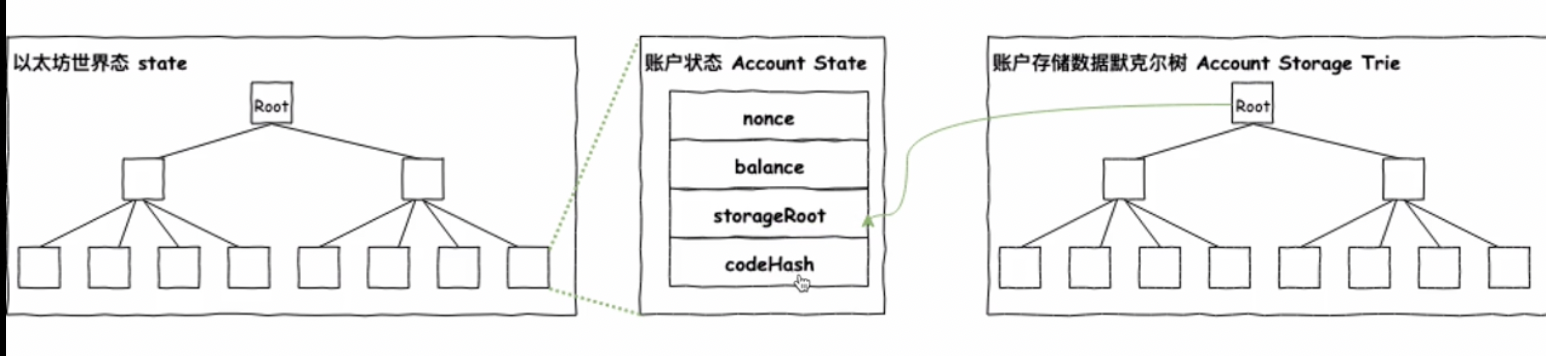 以太坊世界态 state
Root
账户状态 Account State
nonce
balance
storageRoot
codeHash
账户存储数据默克尔树 Account Storage Trie
Root